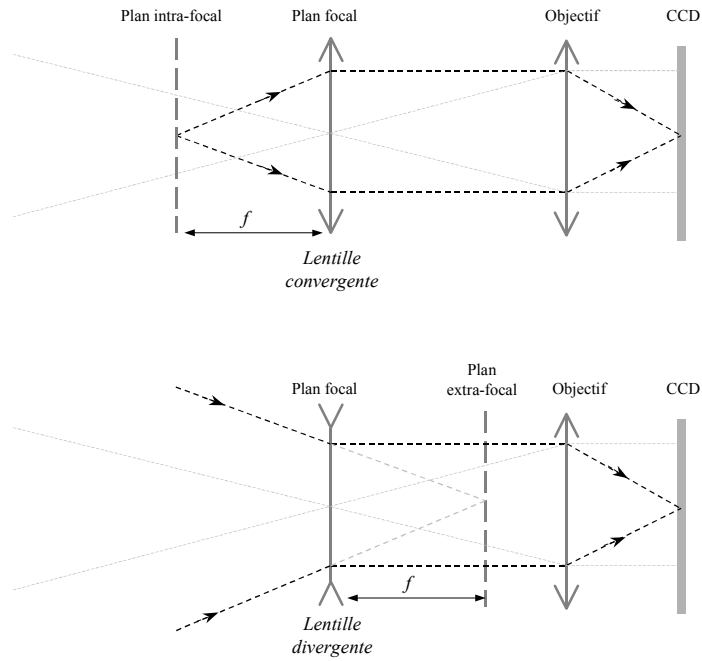 Plan intra-focal
Plan focal
Objectif
CCD
f
Lentille
convergente
Plan focal
Plan
extra-focal
Objectif
CCD
f
Lentille
divergente